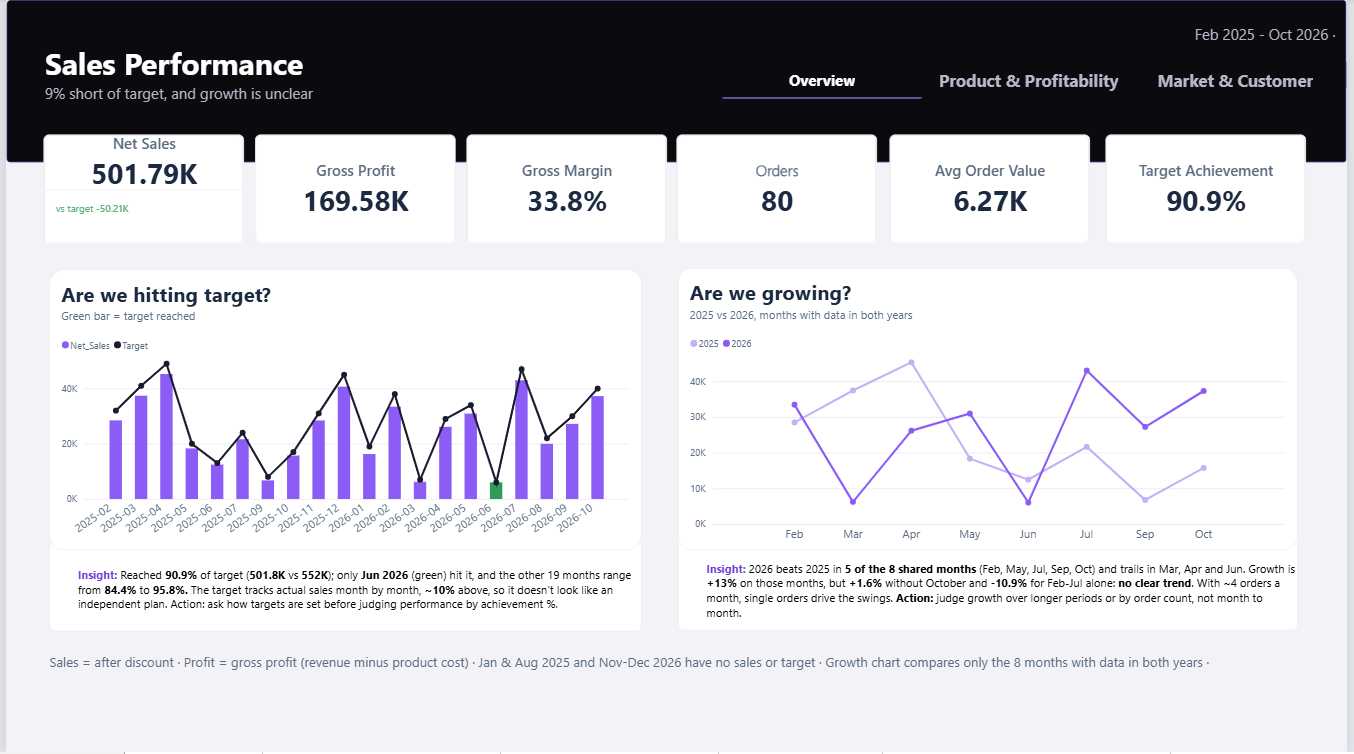 Feb 2025 - Oct 2026 ·
Sales Performance
9% short of target, and growth is unclear
Overview
Product & Profitability
Market & Customer
Net Sales
501.79K
vs target -50.21K
Gross Profit
169.58K
Gross Margin
33.8%
Orders
80
Avg Order Value
6.27K
Target Achievement
90.9%
Are we hitting target?
Green bar = target reached
Net_Sales Target
40K
20K
0K
2025-02 2025-03 2025-04 2025-05 2025-06 2025-07 2025-09 2025-10 2025-11 2025-12 2026-01 2026-02 2026-03 2026-04 2026-05 2026-06 2026-07 2026-08 2026-09 2026-10
Insight: Reached 90.9% of target (501.8K vs 552K); only Jun 2026 (green) hit it, and the other 19 months range
from 84.4% to 95.8%. The target tracks actual sales month by month, ~10% above, so it doesn't look like an
independent plan. Action: ask how targets are set before judging performance by achievement %.
Are we growing?
2025 vs 2026, months with data in both years
2025 2026
40K
30K
20K
10K
0K
Feb Mar Apr May Jun Jul Sep Oct
Insight: 2026 beats 2025 in 5 of the 8 shared months (Feb, May, Jul, Sep, Oct) and trails in Mar, Apr and Jun. Growth is
+13% on those months, but +1.6% without October and -10.9% for Feb-Jul alone: no clear trend. With ~4 orders a
month, single orders drive the swings. Action: judge growth over longer periods or by order count, not month to
month.
Sales = after discount · Profit = gross profit (revenue minus product cost) · Jan & Aug 2025 and Nov-Dec 2026 have no sales or target · Growth chart compares only the 8 months with data in both years ·